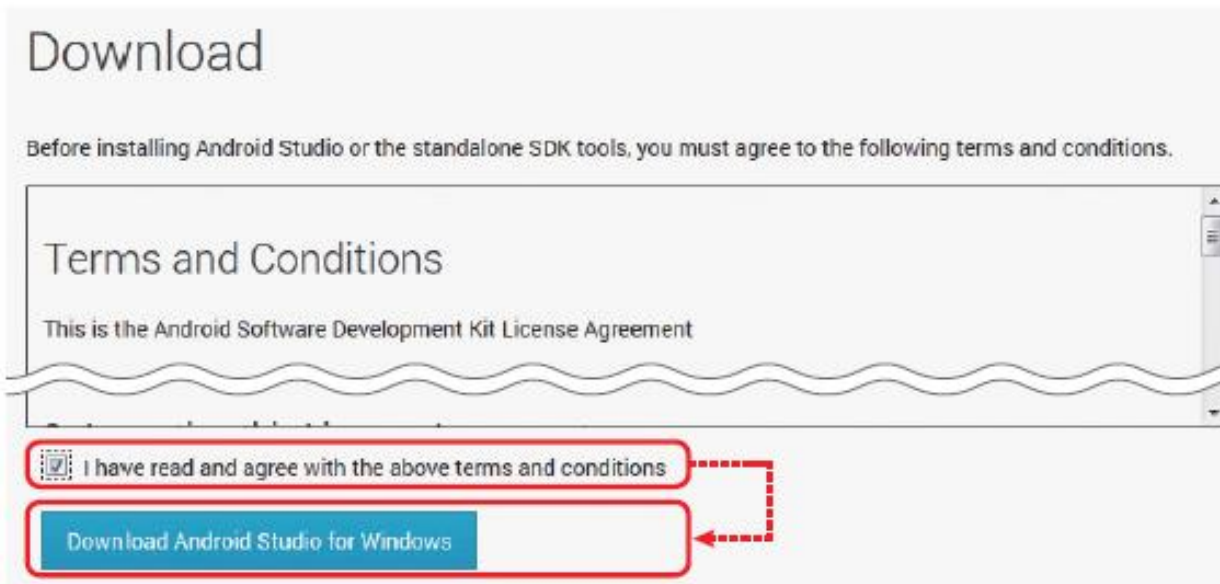 Download
Before installing Android Studio or the standalone SDK tools, you must agree to the following terms and conditions.
Terms and Conditions
This is the Android Software Development Kit License Agreement
I have read and agree with the above terms and conditions
Download Android Studio for Windows